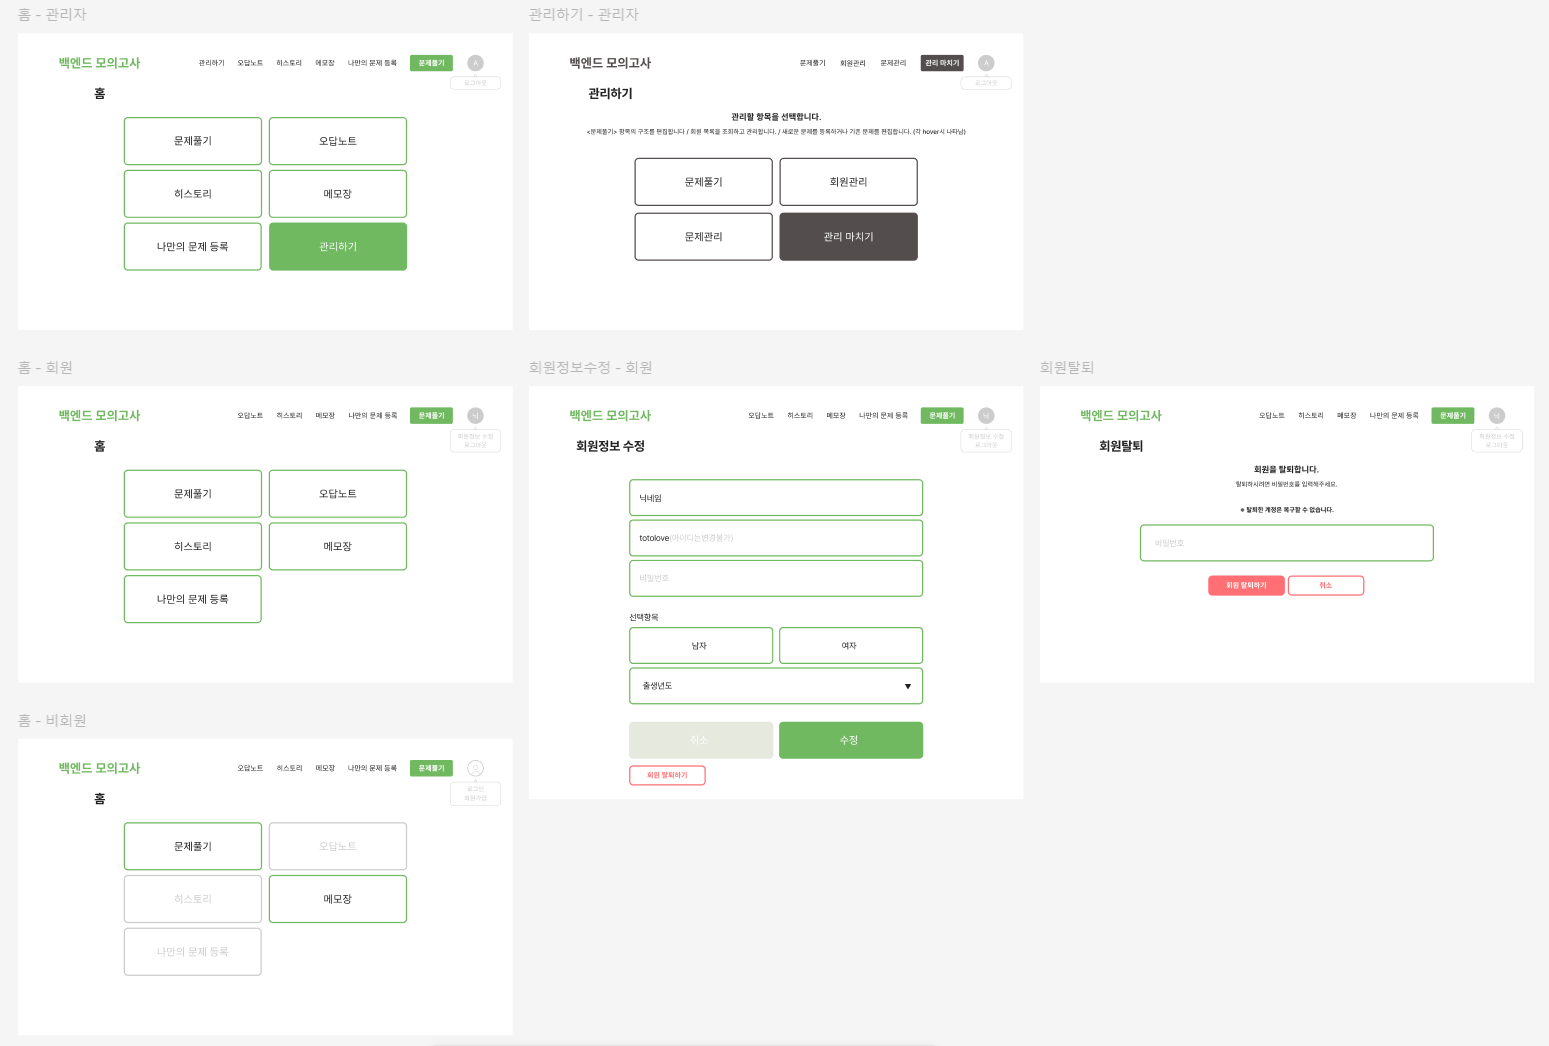 홈 - 관리자
백엔드 모의고사
관리하기 오답노트 히스토리 메모장 나만의 문제 등록 문제풀기 A
로그아웃
홈
문제풀기 오답노트
히스토리 메모장
나만의 문제 등록 관리하기
관리하기 - 관리자
백엔드 모의고사
문제풀기 회원관리 문제관리 관리 마치기 A
로그아웃
관리하기
관리할 항목을 선택합니다.
<문제풀기> 항목의 구조를 편집합니다 / 회원 목록을 조회하고 관리합니다. / 새로운 문제를 등록하거나 기존 문제를 편집합니다. (각 hover시 나타남)
문제풀기 회원관리
문제관리 관리 마치기
홈 - 회원
백엔드 모의고사
오답노트 히스토리 메모장 나만의 문제 등록 문제풀기 닉
회원정보 수정
로그아웃
홈
문제풀기 오답노트
히스토리 메모장
나만의 문제 등록
회원정보수정 - 회원
백엔드 모의고사
오답노트 히스토리 메모장 나만의 문제 등록 문제풀기 닉
회원정보 수정
로그아웃
회원정보 수정
닉네임
totolove(아이디는변경불가)
비밀번호
선택항목
남자 여자
출생년도 ▼
취소 수정
회원 탈퇴하기
회원탈퇴
백엔드 모의고사
오답노트 히스토리 메모장 나만의 문제 등록 문제풀기 닉
회원정보 수정
로그아웃
회원탈퇴
회원을 탈퇴합니다.
탈퇴하시려면 비밀번호을 입력해주세요.
※ 탈퇴한 계정은 복구할 수 없습니다.
비밀번호
회원 탈퇴하기 취소
홈 - 비회원
백엔드 모의고사
오답노트 히스토리 메모장 나만의 문제 등록 문제풀기
로그인
회원가입
홈
문제풀기 오답노트
히스토리 메모장
나만의 문제 등록